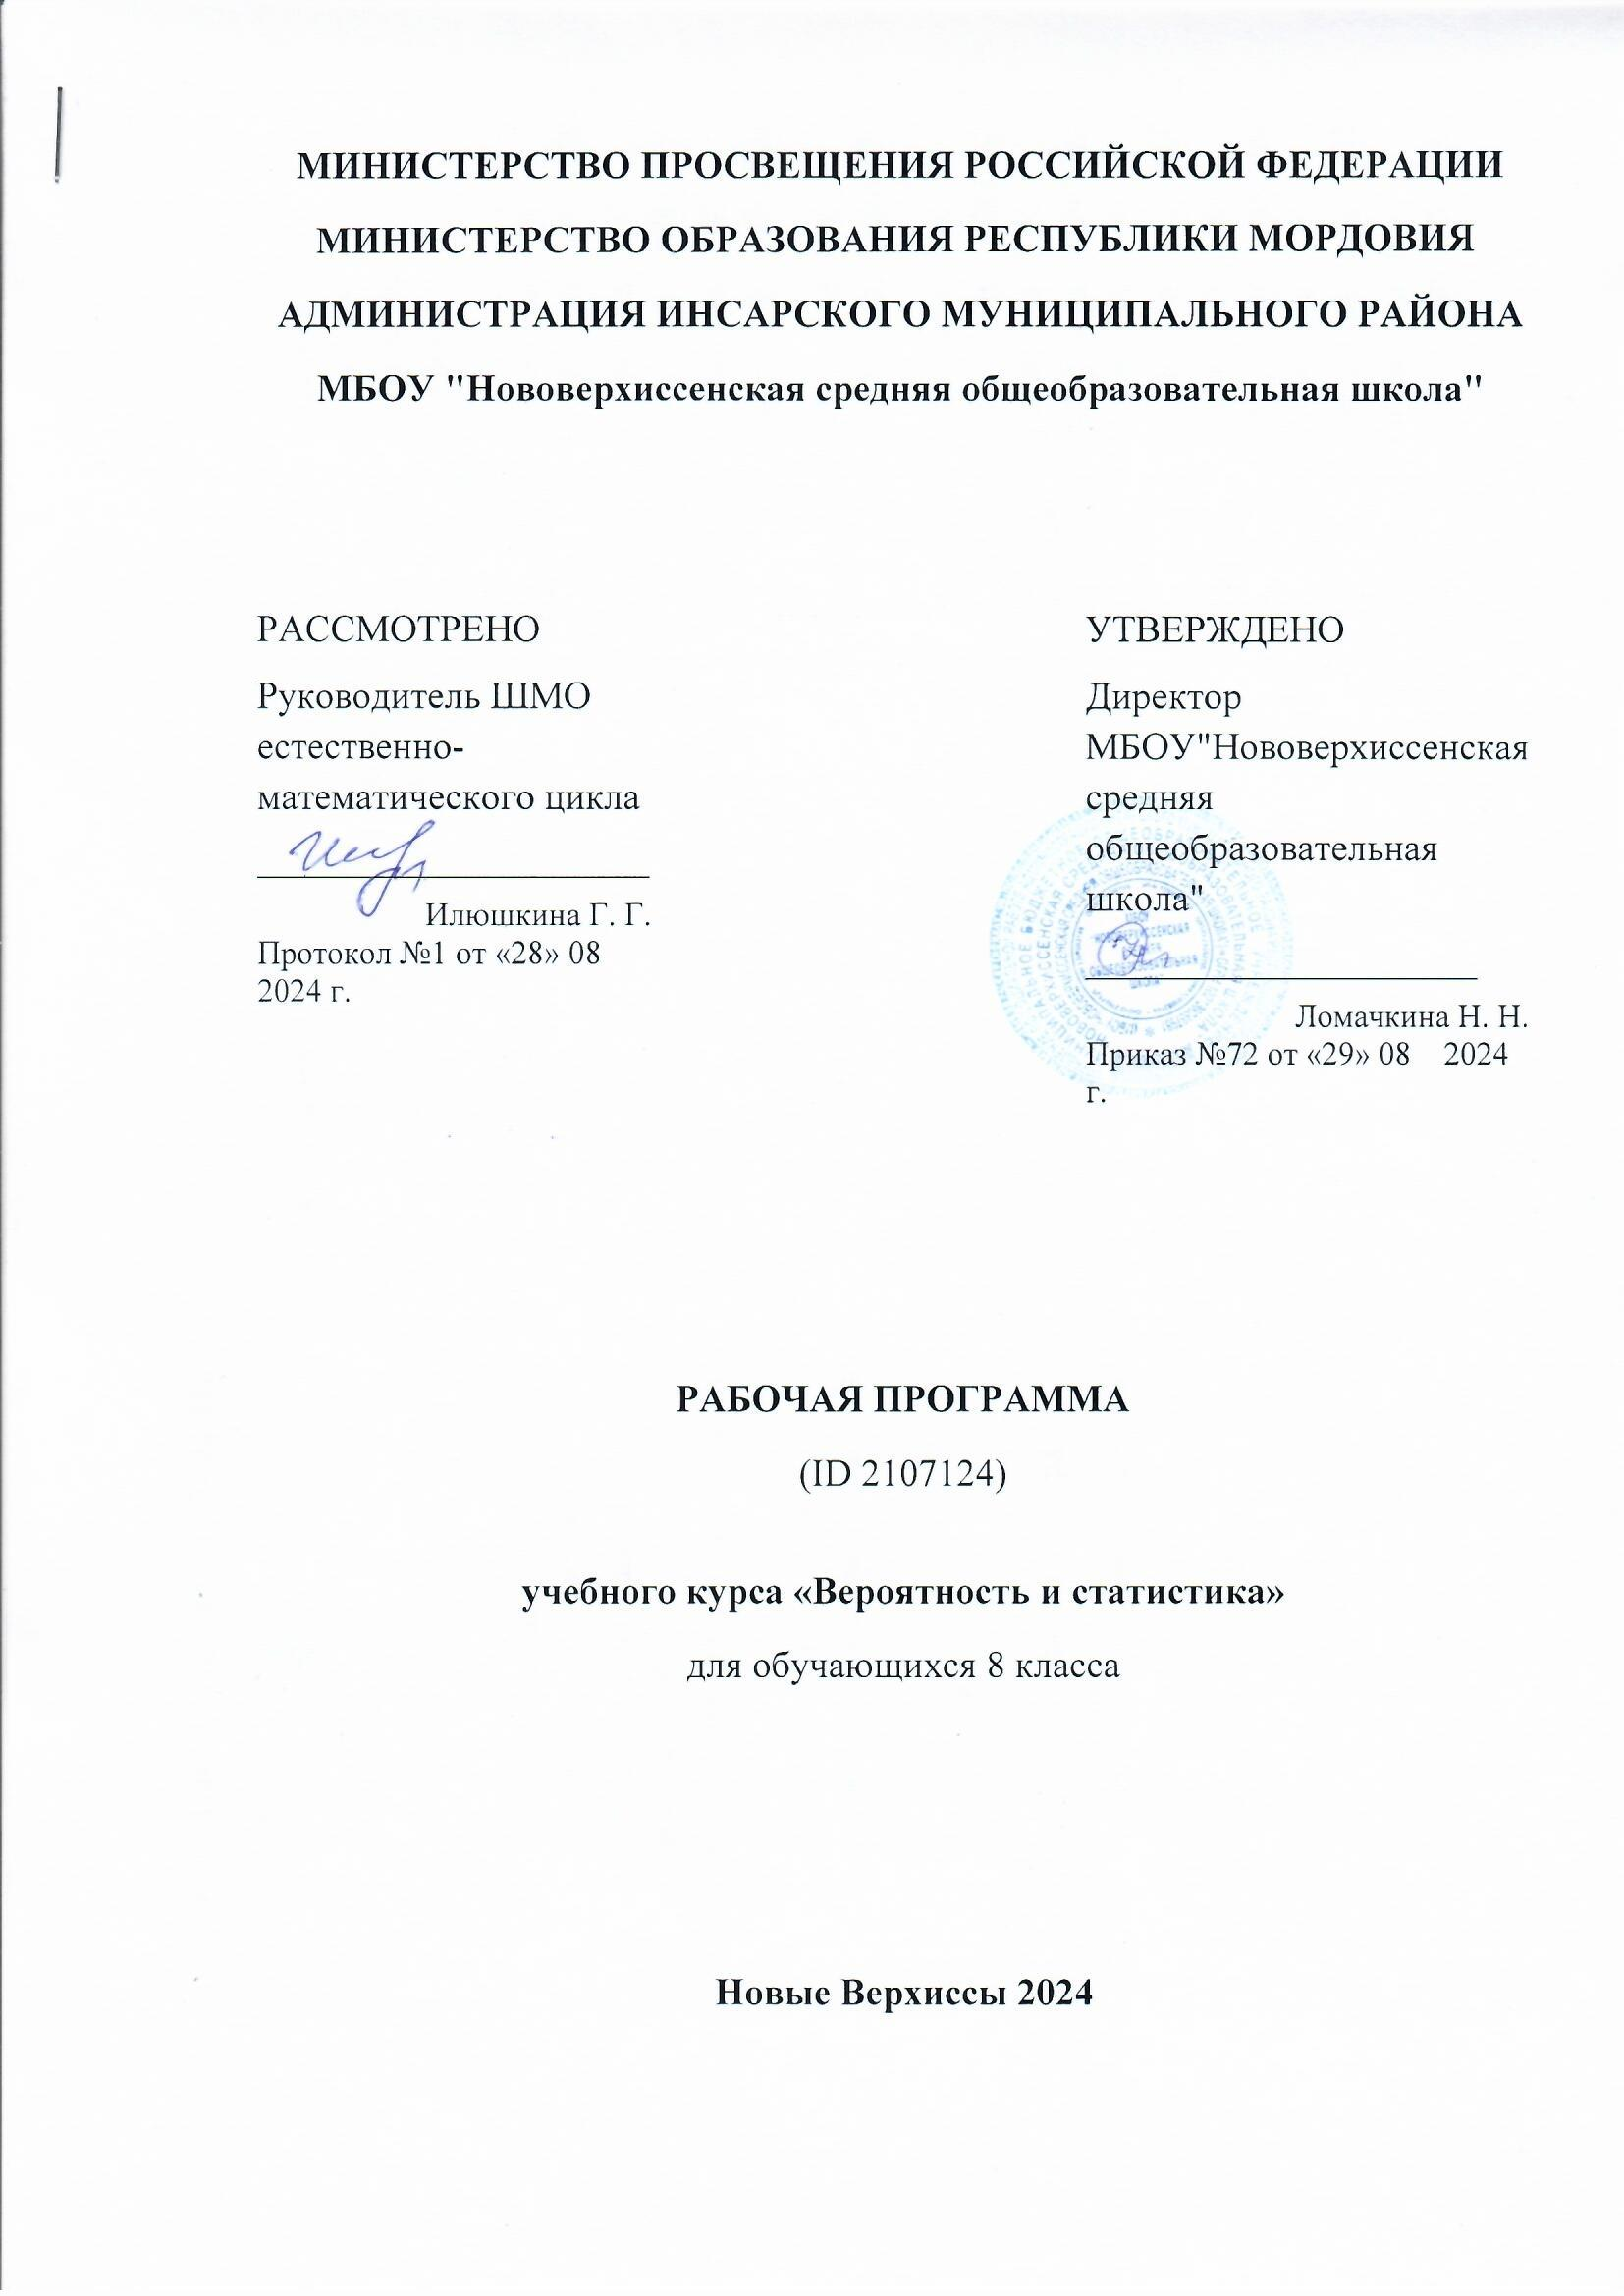 МИНИСТЕРСТВО ПРОСВЕЩЕНИЯ РОССИЙСКОЙ ФЕДЕРАЦИИ
МИНИСТЕРСТВО ОБРАЗОВАНИЯ РЕСПУБЛИКИ МОРДОВИЯ
АДМИНИСТРАЦИЯ ИНСАРСКОГО МУНИЦИПАЛЬНОГО РАЙОНА
МБОУ "Нововерхиссенская средняя общеобразовательная школа"
РАССМОТРЕНО
Руководитель ШМО
естественно-
математического цикла
Илюшкина Г. Г.
Протокол №1 от «28» 08
2024 г.
УТВЕРЖДЕНО
Директор
МБОУ"Нововерхиссенская
средняя
общеобразовательная
школа"
Ломачкина Н. Н.
Приказ №72 от «29» 08 2024
г.
РАБОЧАЯ ПРОГРАММА
(ID 2107124)
учебного курса «Вероятность и статистика»
для обучающихся 8 класса
Новые Верхиссы 2024